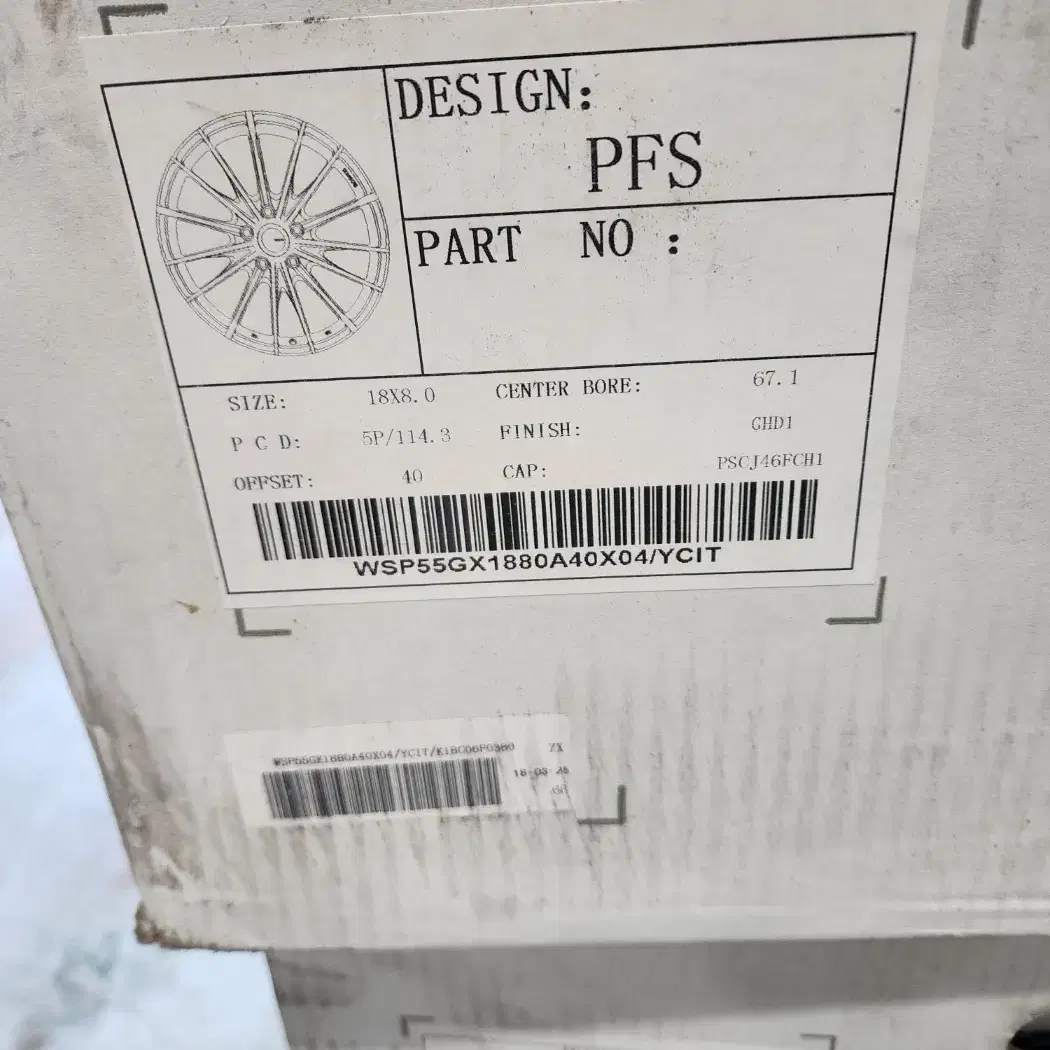 DESIGN:
PFS
PART NO :
SIZE: 18X8.0 CENTER BORE: 67.1
P C D: 5P/114.3 FINISH: GHD1
OFFSET: 40 CAP: PSCJ46FCH1
WSP55GX1880A40X04/YCIT
ZX